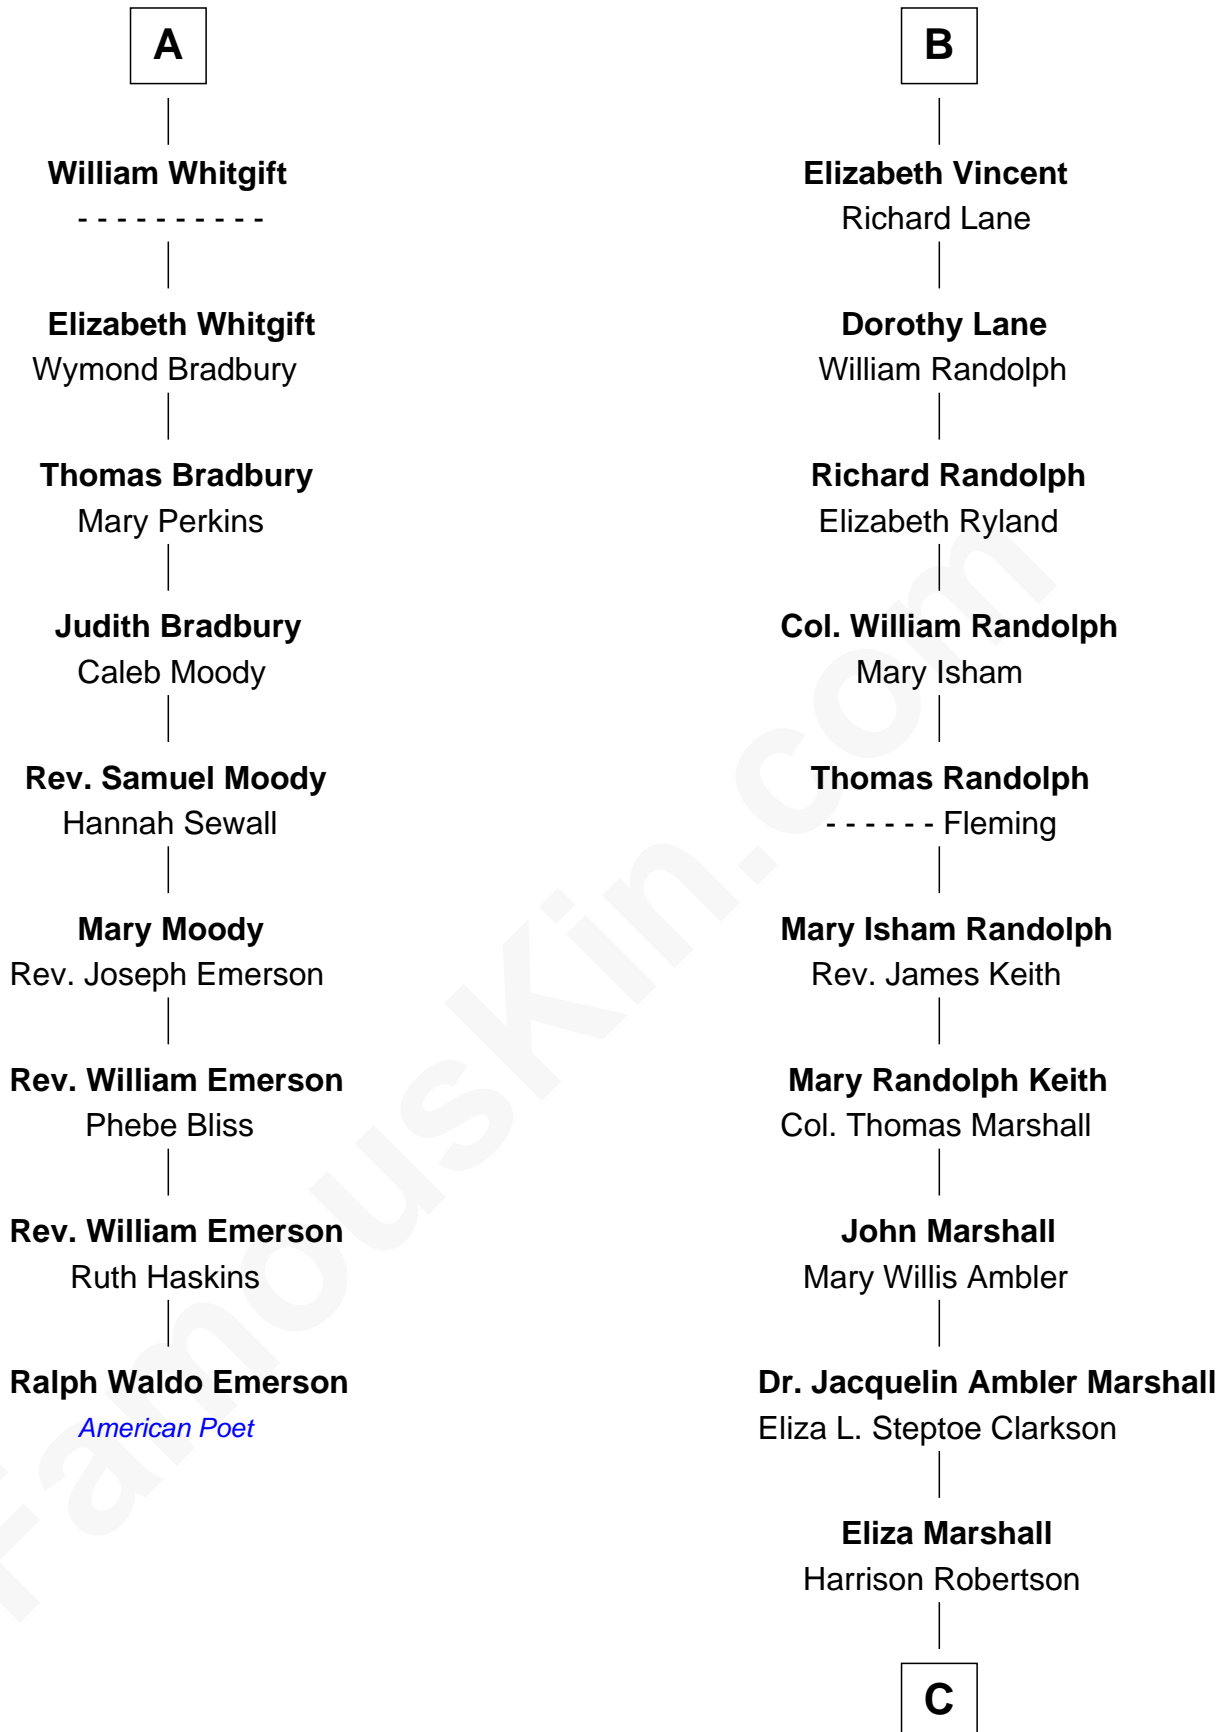 A
William Whitgift
- - - - - - - - - -
Elizabeth Whitgift
Wymond Bradbury
Thomas Bradbury
Mary Perkins
Judith Bradbury
Caleb Moody
Rev. Samuel Moody
Hannah Sewall
Mary Moody
Rev. Joseph Emerson
Rev. William Emerson
Phebe Bliss
Rev. William Emerson
Ruth Haskins
Ralph Waldo Emerson
American Poet
B
Elizabeth Vincent
Richard Lane
Dorothy Lane
William Randolph
Richard Randolph
Elizabeth Ryland
Col. William Randolph
Mary Isham
Thomas Randolph
- - - - - - Fleming
Mary Isham Randolph
Rev. James Keith
Mary Randolph Keith
Col. Thomas Marshall
John Marshall
Mary Willis Ambler
Dr. Jacquelin Ambler Marshall
Eliza L. Steptoe Clarkson
Eliza Marshall
Harrison Robertson
C
FamousKin.com